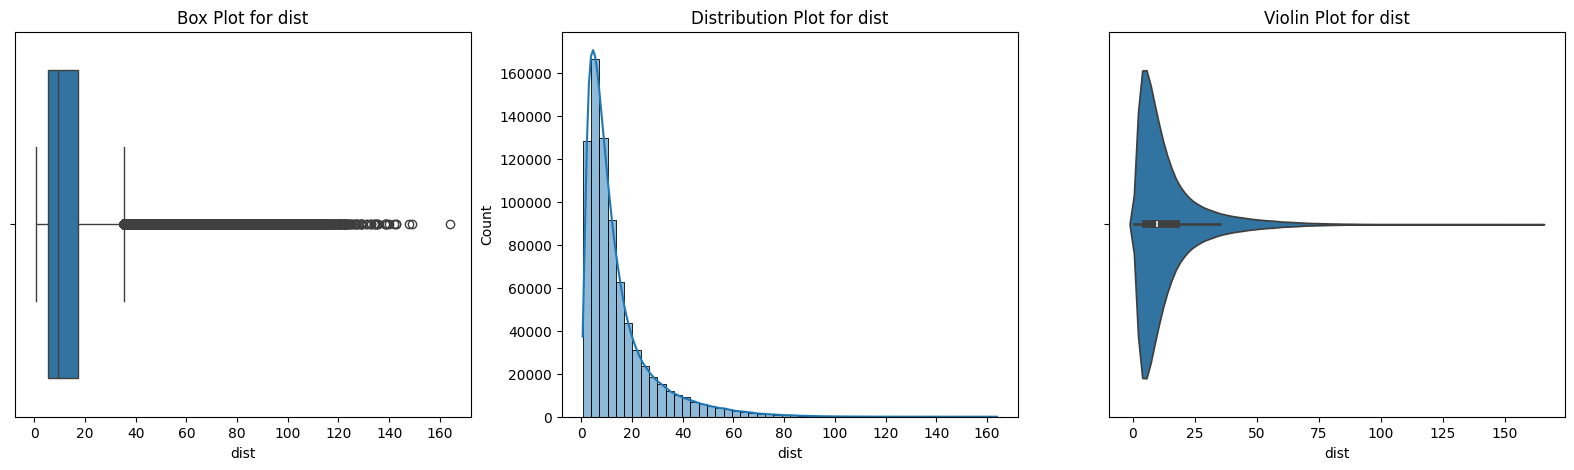 Box Plot for dist
0 20 40 60 80 100 120 140 160
dist
Distribution Plot for dist
Count
160000
140000
120000
100000
80000
60000
40000
20000
0
0 20 40 60 80 100 120 140 160
dist
Violin Plot for dist
0 25 50 75 100 125 150
dist